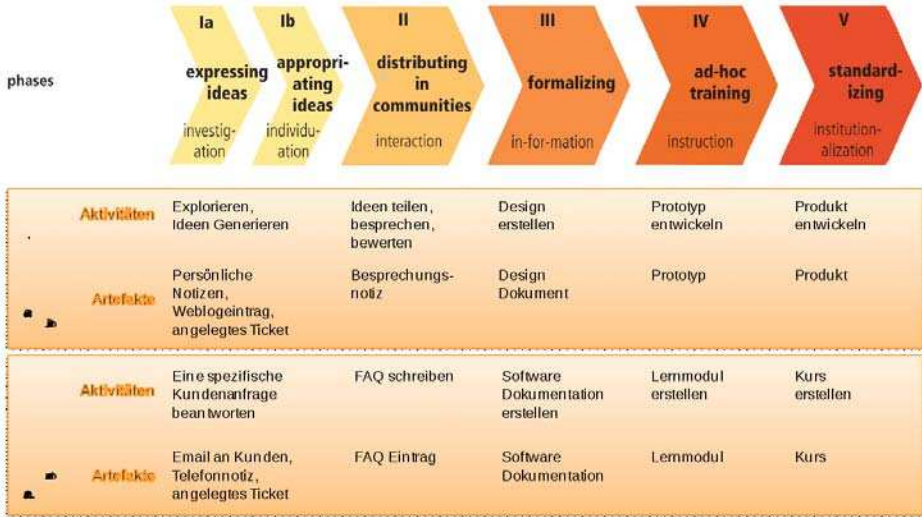 phases
Ia
expressing
ideas
investig-
ation
Ib
appropri-
ating
ideas
individu-
ation
II
distributing
in
communities
interaction
III
formalizing
in-for-mation
IV
ad-hoc
training
instruction
V
standard-
izing
institution-
alization
Aktivitäten
Explorieren,
Ideen Generieren
Ideen teilen,
besprechen,
bewerten
Design
erstellen
Prototyp
entwickeln
Produkt
entwickeln
Artefakte
Persönliche
Notizen,
Weblogeintrag,
angelegtes Ticket
Besprechungs-
notiz
Design
Dokument
Prototyp
Produkt
Aktivitäten
Eine spezifische
Kundenanfrage
beantworten
FAQ schreiben
Software
Dokumentation
erstellen
Lernmodul
erstellen
Kurs
erstellen
Artefakte
Email an Kunden,
Telefonnotiz,
angelegtes Ticket
FAQ Eintrag
Software
Dokumentation
Lernmodul
Kurs